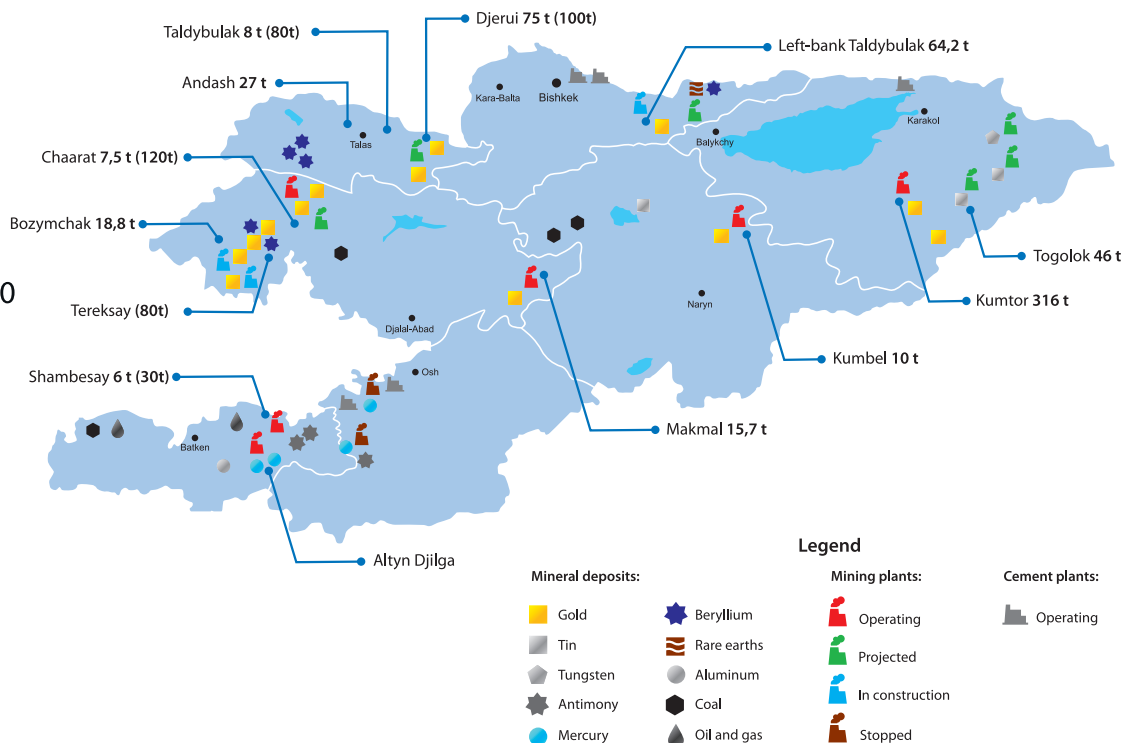 Djerui 75 t (100t)
Taldybulak 8 t (80t)
Left-bank Taldybulak 64,2 t
Andash 27 t
Kara-Balta
Bishkek
Karakol
Talas
Balykchy
Chaarat 7,5 t (120t)
Bozymchak 18,8 t
Togolok 46 t
0
Naryn
Kumtor 316 t
Tereksay (80t)
Djalal-Abad
Kumbel 10 t
Osh
Shambesay 6 t (30t)
Makmal 15,7 t
Batken
Altyn Djilga
Legend
Mineral deposits:
Gold
Tin
Tungsten
Antimony
Mercury
Beryllium
Rare earths
Aluminum
Coal
Oil and gas
Mining plants:
Operating
Projected
In construction
Stopped
Cement plants:
Operating